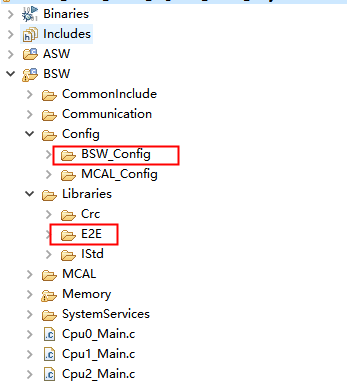 Binaries
Includes
ASW
BSW
CommonInclude
Communication
Config
BSW_Config
MCAL_Config
Libraries
Crc
E2E
IStd
MCAL
Memory
SystemServices
Cpu0_Main.c
Cpu1_Main.c
Cpu2_Main.c